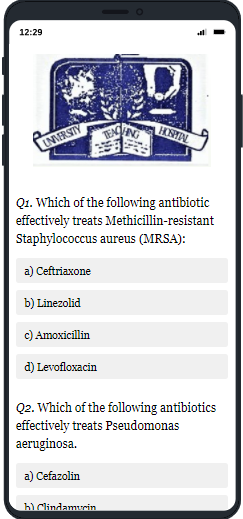 12:29
UNIVERSITY TEACHING HOSPITAL
Q1. Which of the following antibiotic
effectively treats Methicillin-resistant
Staphylococcus aureus (MRSA):
a) Ceftriaxone
b) Linezolid
c) Amoxicillin
d) Levofloxacin
Q2. Which of the following antibiotics
effectively treats Pseudomonas
aeruginosa.
a) Cefazolin
b) Clindamycin